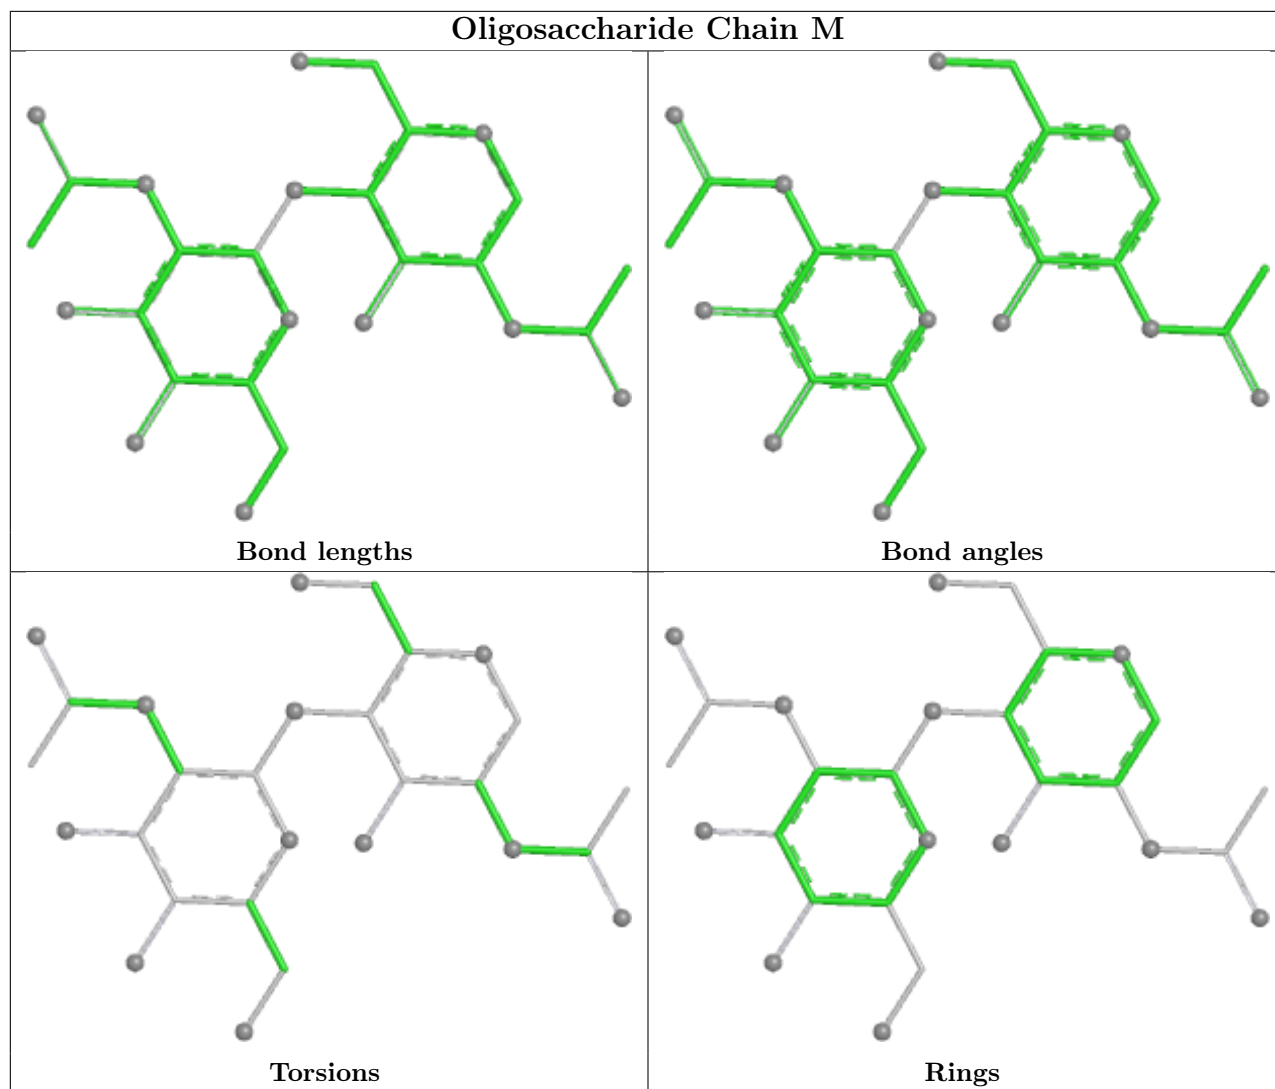 Oligosaccharide Chain M
Bond lengths
Bond angles
Torsions
Rings